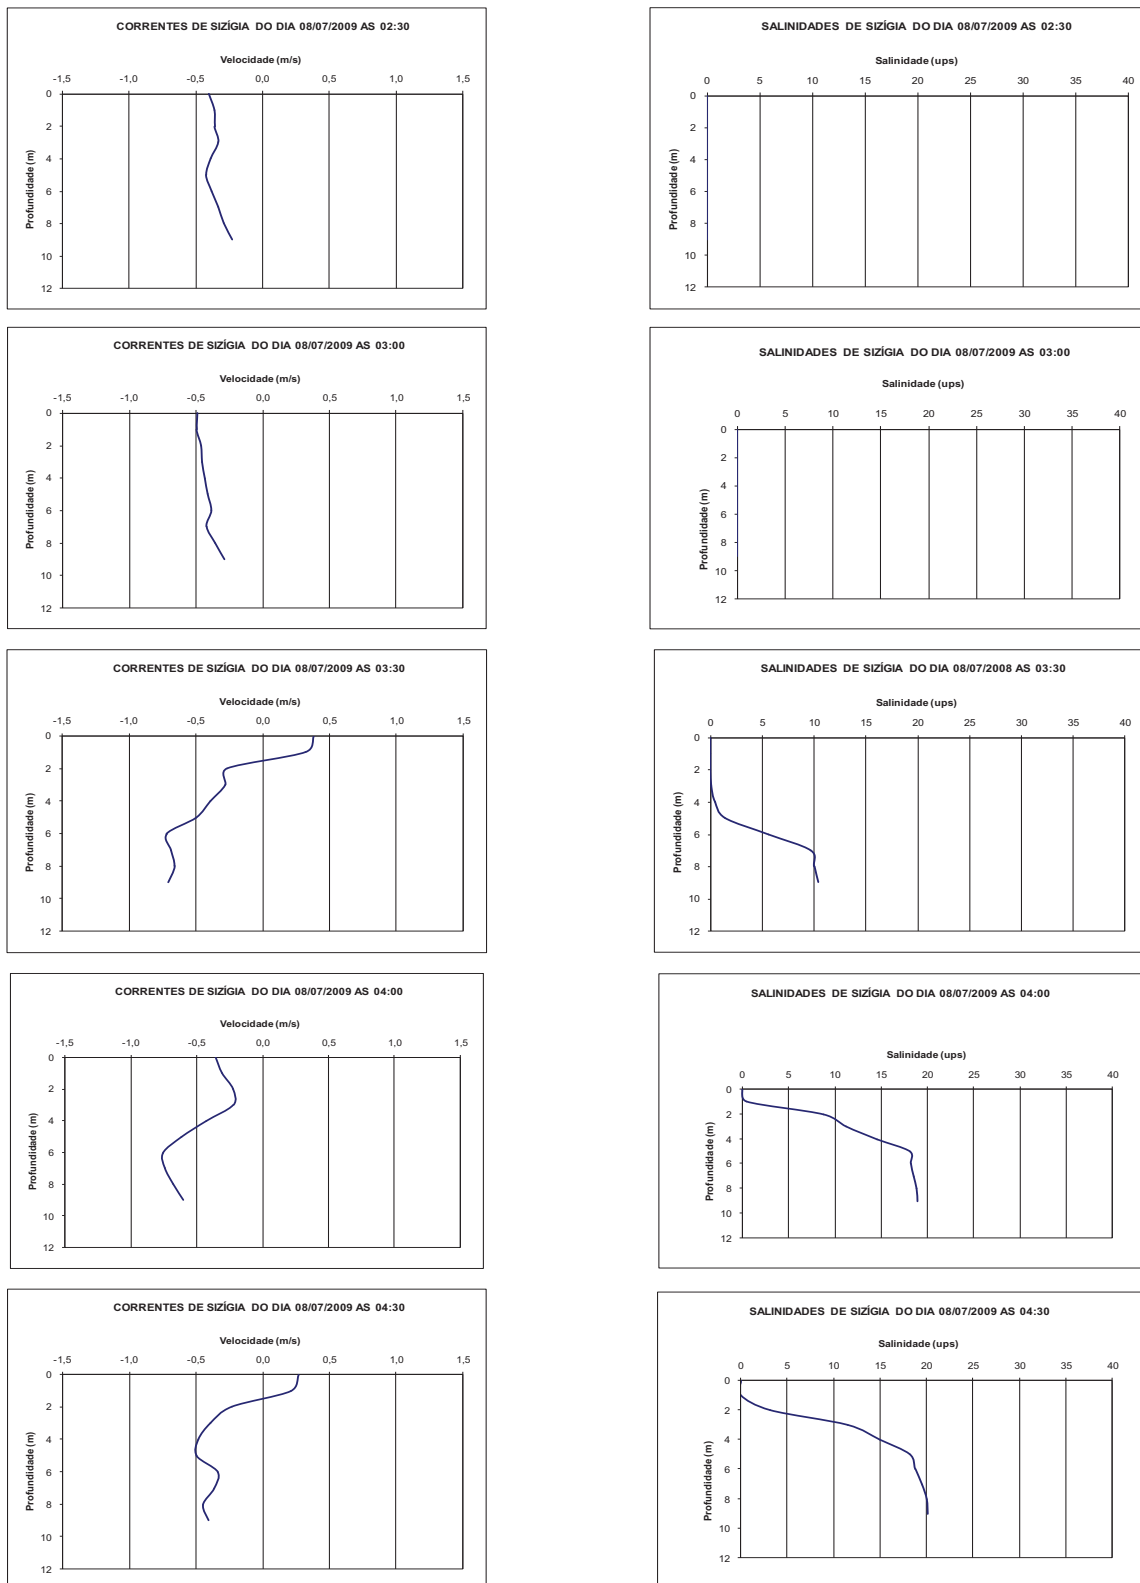 CORRENTES DE SIZÍGIA DO DIA 08/07/2009 AS 02:30
Velocidade (m/s)
-1,5 -1,0 -0,5 0,0 0,5 1,0 1,5
0
2
4
6
8
10
12
Profundidade (m)
SALINIDADES DE SIZÍGIA DO DIA 08/07/2009 AS 02:30
Salinidade (ups)
0 5 10 15 20 25 30 35 40
0
2
4
6
8
10
12
Profundidade (m)
CORRENTES DE SIZÍGIA DO DIA 08/07/2009 AS 03:00
Velocidade (m/s)
-1,5 -1,0 -0,5 0,0 0,5 1,0 1,5
0
2
4
6
8
10
12
Profundidade (m)
SALINIDADES DE SIZÍGIA DO DIA 08/07/2009 AS 03:00
Salinidade (ups)
0 5 10 15 20 25 30 35 40
0
2
4
6
8
10
12
Profundidade (m)
CORRENTES DE SIZÍGIA DO DIA 08/07/2009 AS 03:30
Velocidade (m/s)
-1,5 -1,0 -0,5 0,0 0,5 1,0 1,5
0
2
4
6
8
10
12
Profundidade (m)
SALINIDADES DE SIZÍGIA DO DIA 08/07/2008 AS 03:30
Salinidade (ups)
0 5 10 15 20 25 30 35 40
0
2
4
6
8
10
12
Profundidade (m)
CORRENTES DE SIZÍGIA DO DIA 08/07/2009 AS 04:00
Velocidade (m/s)
-1,5 -1,0 -0,5 0,0 0,5 1,0 1,5
0
2
4
6
8
10
12
Profundidade (m)
SALINIDADES DE SIZÍGIA DO DIA 08/07/2009 AS 04:00
Salinidade (ups)
0 5 10 15 20 25 30 35 40
0
2
4
6
8
10
12
Profundidade (m)
CORRENTES DE SIZÍGIA DO DIA 08/07/2009 AS 04:30
Velocidade (m/s)
-1,5 -1,0 -0,5 0,0 0,5 1,0 1,5
0
2
4
6
8
10
12
Profundidade (m)
SALINIDADES DE SIZÍGIA DO DIA 08/07/2009 AS 04:30
Salinidade (ups)
0 5 10 15 20 25 30 35 40
0
2
4
6
8
10
12
Profundidade (m)